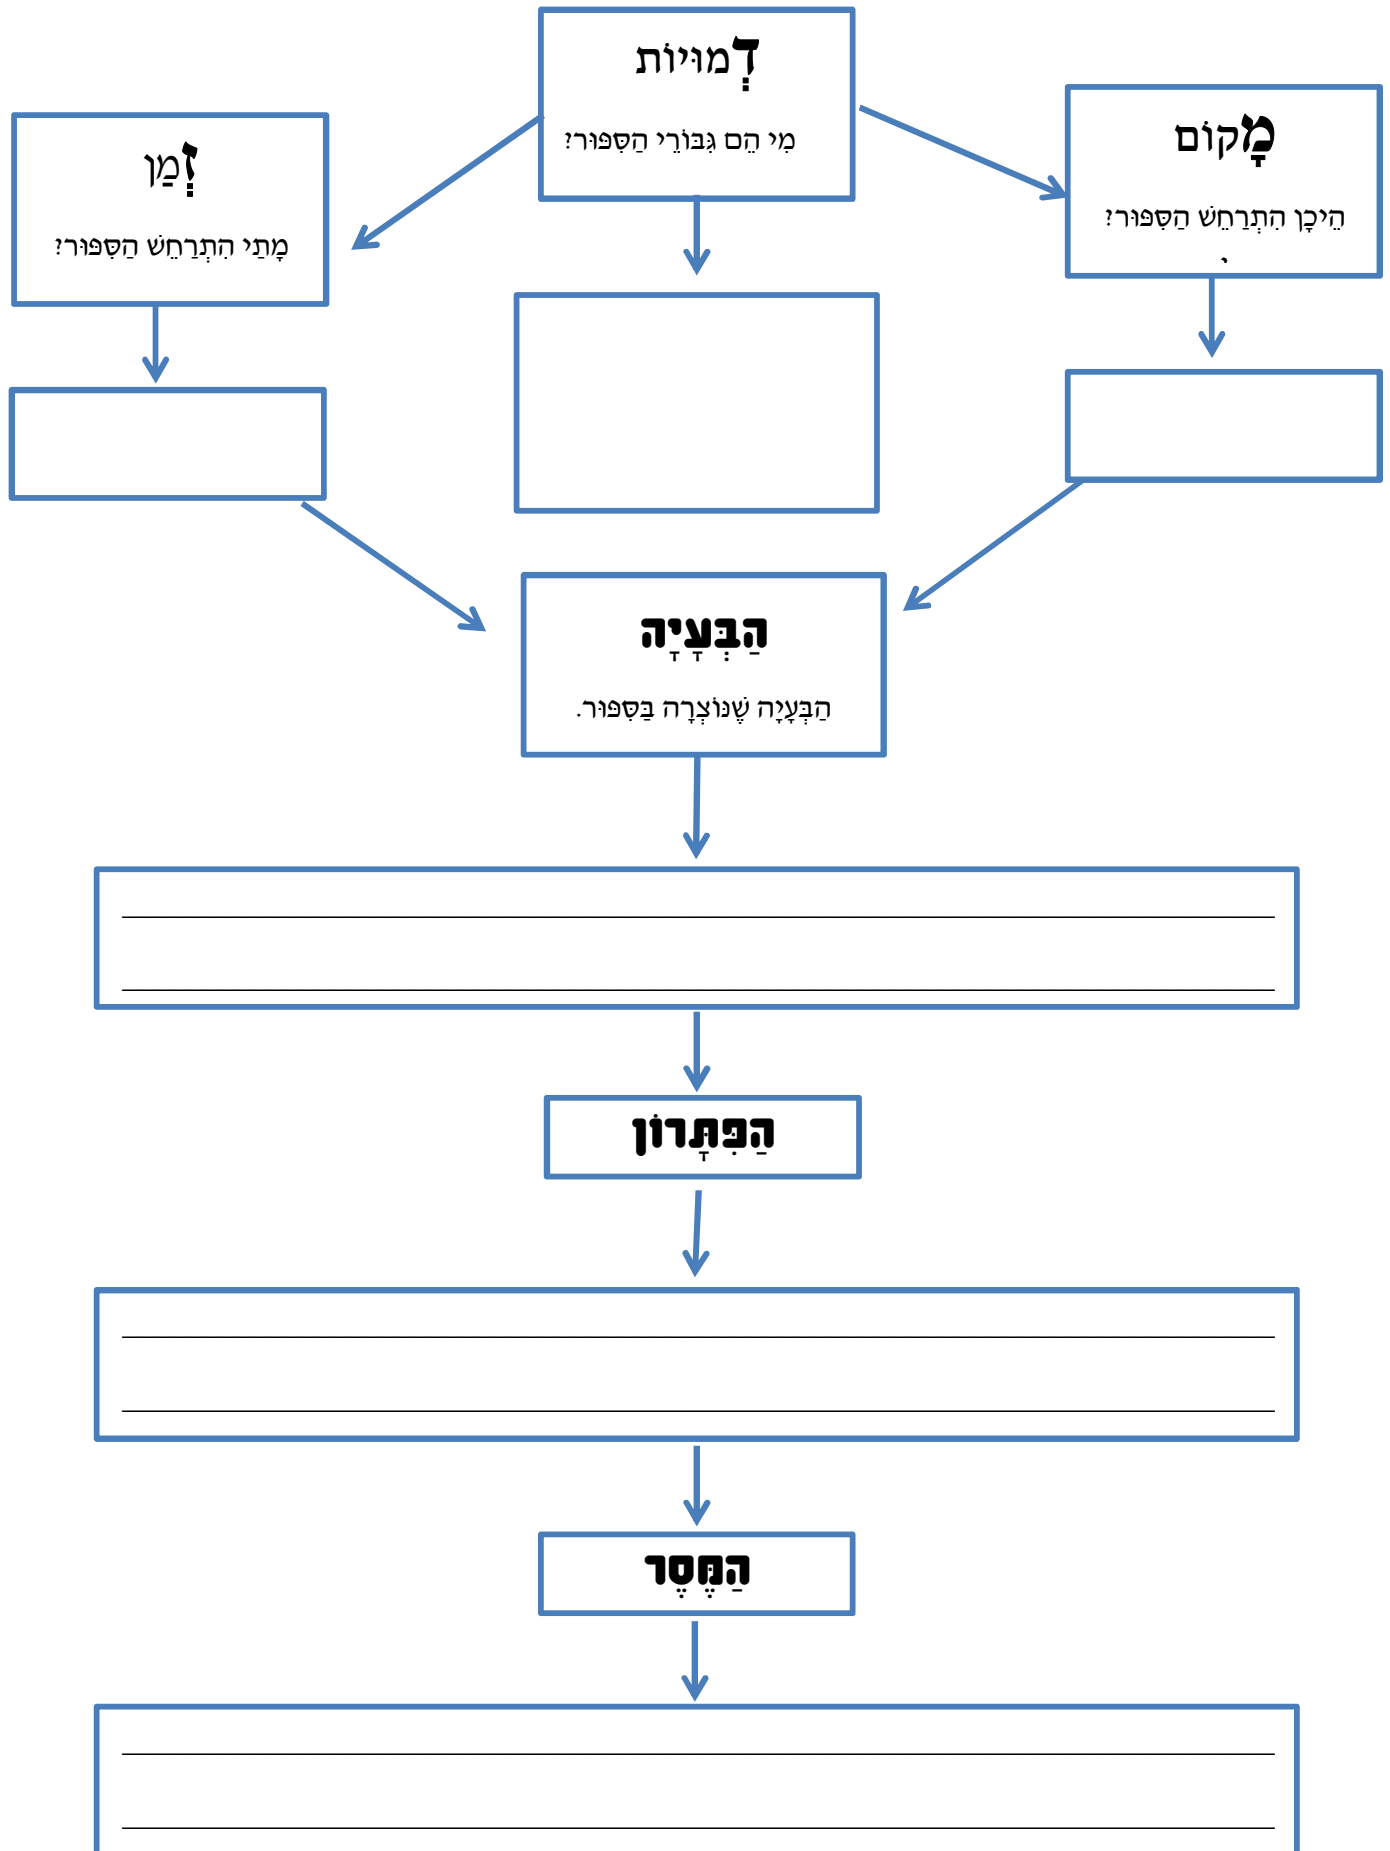 דְמוּיוֹת
מִי הֵם גִּבּוֹרֵי הַסִּפּוּר?
מָקוֹם
הֵיכָן הִתְרַחֵשׁ הַסִּפּוּר?
זְמַן
מָתַי הִתְרַחֵשׁ הַסִּפּוּר?
הַבְּעָיָה
הַבְּעָיָה שֶׁנּוֹצְרָה בַּסִּפּוּר.
הַפִּתָּרוֹן
הַמֶּסֶר